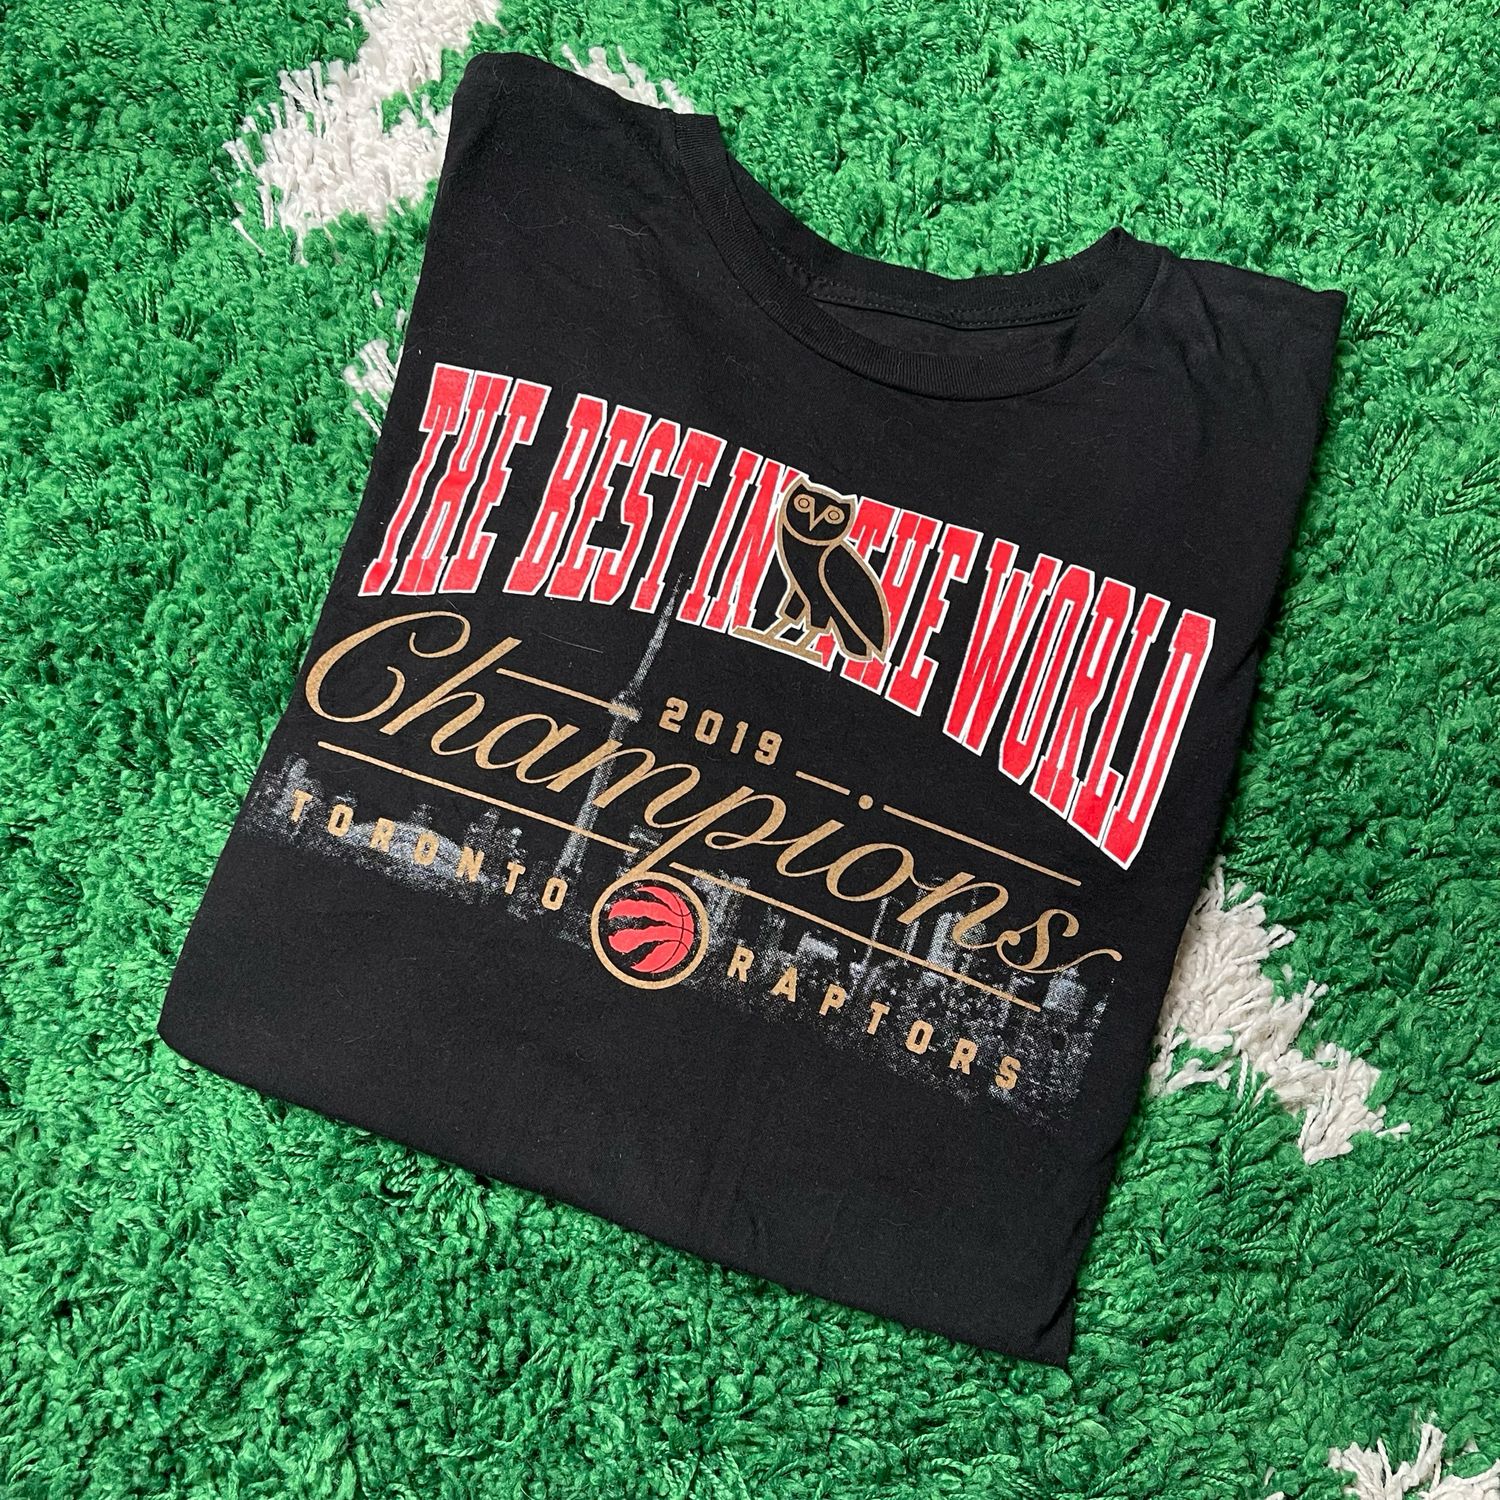 THE BEST IN THE WORLD
2019
Champions
TORONTO RAPTORS